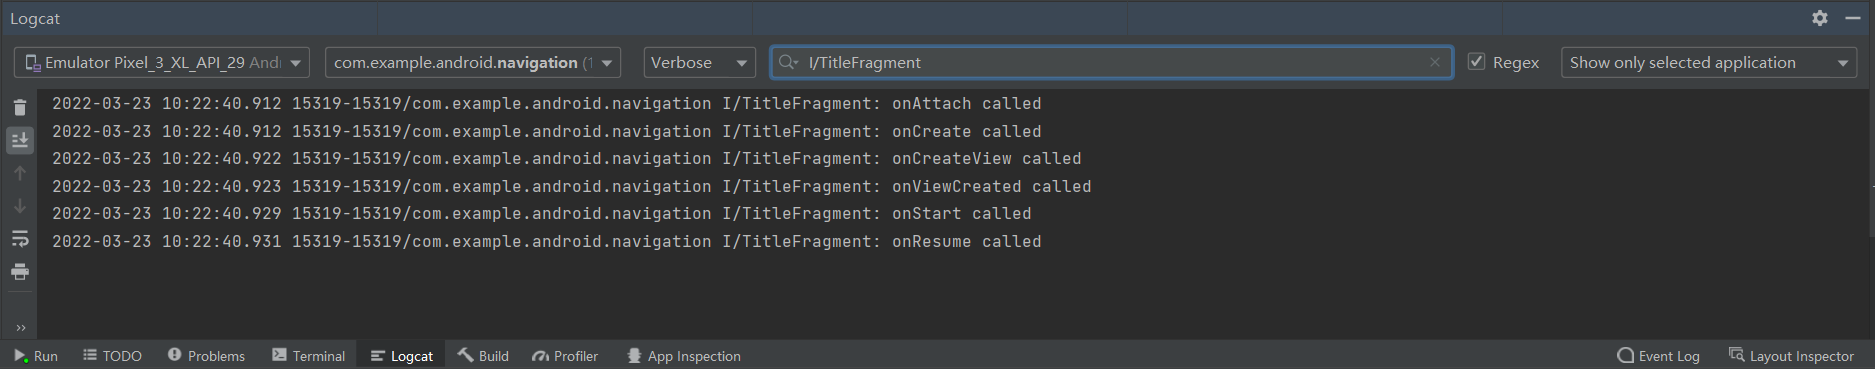 Logcat
Emulator Pixel_3_XL_API_29 Andr com.example.android.navigation (1 Verbose I/TitleFragment Regex Show only selected application
2022-03-23 10:22:40.912 15319-15319/com.example.android.navigation I/TitleFragment: onAttach called
2022-03-23 10:22:40.912 15319-15319/com.example.android.navigation I/TitleFragment: onCreate called
2022-03-23 10:22:40.922 15319-15319/com.example.android.navigation I/TitleFragment: onCreateView called
2022-03-23 10:22:40.923 15319-15319/com.example.android.navigation I/TitleFragment: onViewCreated called
2022-03-23 10:22:40.929 15319-15319/com.example.android.navigation I/TitleFragment: onStart called
2022-03-23 10:22:40.931 15319-15319/com.example.android.navigation I/TitleFragment: onResume called
Run TODO Problems Terminal Logcat Build Profiler App Inspection Event Log Layout Inspector